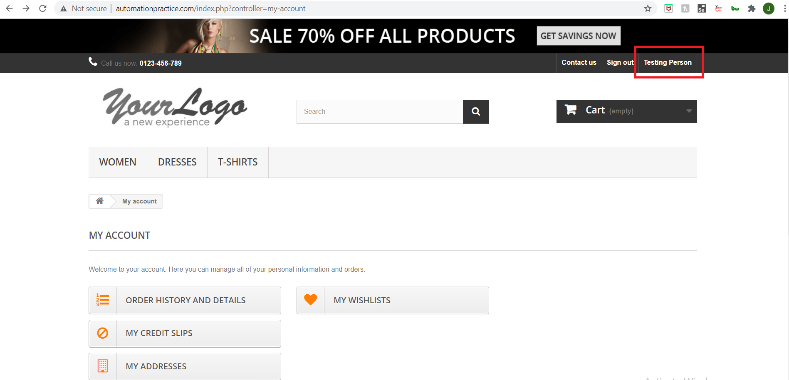 Not secure | automationpractice.com/index.php?controller=my-account
J
SALE 70% OFF ALL PRODUCTS GET SAVINGS NOW
Call us now: 0123-456-789 Contact us Sign out Testing Person
YourLogo
a new experience
Search
Cart (empty)
WOMEN DRESSES T-SHIRTS
My account
MY ACCOUNT
Welcome to your account. Here you can manage all of your personal information and orders.
ORDER HISTORY AND DETAILS MY WISHLISTS
MY CREDIT SLIPS
MY ADDRESSES